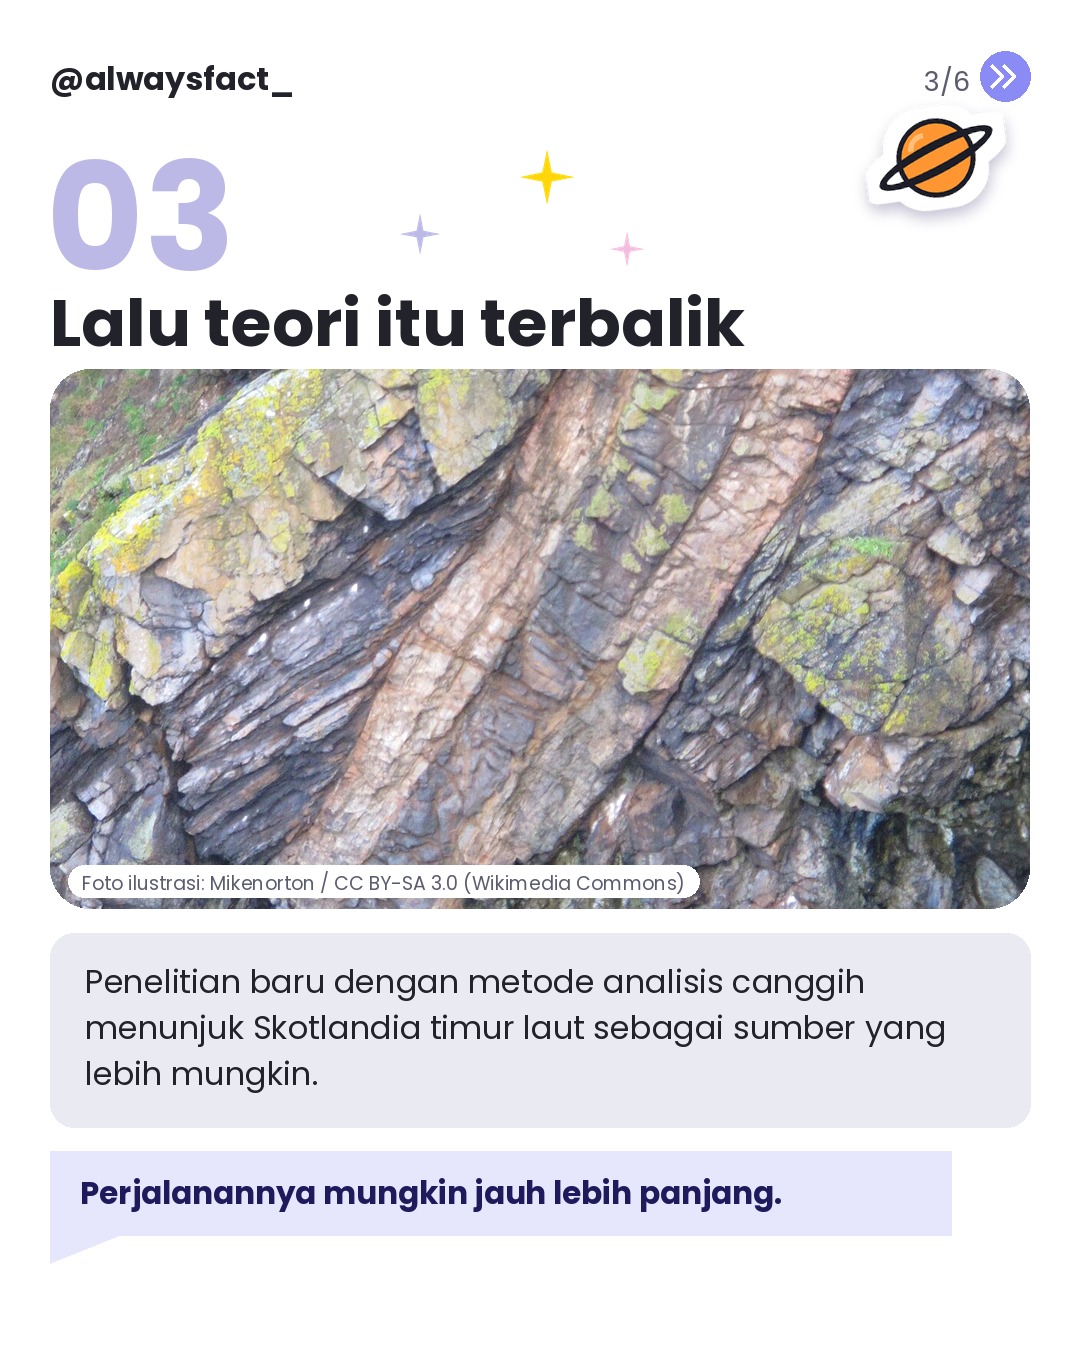 @alwaysfact_
3/6
03
Lalu teori itu terbalik
Foto ilustrasi: Mikenorton / CC BY-SA 3.0 (Wikimedia Commons)
Penelitian baru dengan metode analisis canggih
menunjuk Skotlandia timur laut sebagai sumber yang
lebih mungkin.
Perjalanannya mungkin jauh lebih panjang.